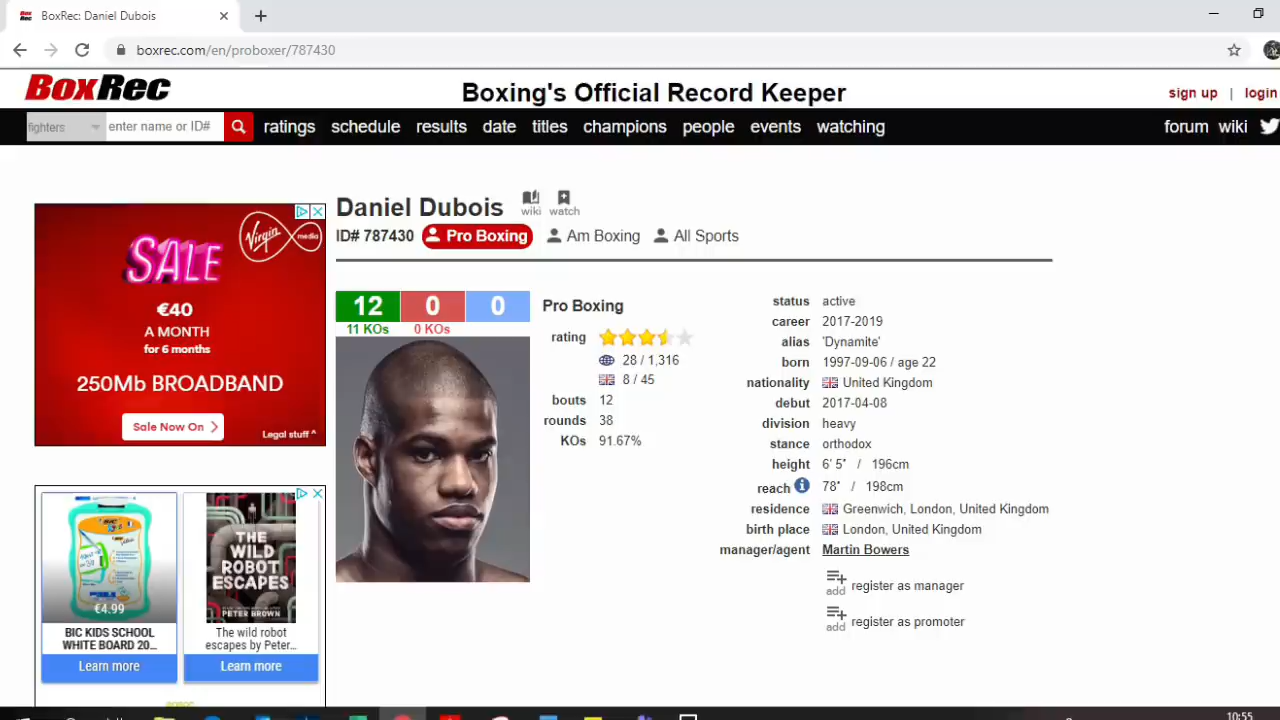 BoxRec: Daniel Dubois
boxrec.com/en/proboxer/787430
BoxRec
Boxing's Official Record Keeper
sign up | login
fighters
enter name or ID#
ratings schedule results date titles champions people events watching
forum wiki
Daniel Dubois
wiki
watch
ID# 787430
Pro Boxing
Am Boxing
All Sports
SALE
Virgin media
€40
A MONTH
for 6 months
250Mb BROADBAND
Sale Now On
Legal stuff ^
12 0 0
11 KOs 0 KOs
Pro Boxing
rating
28 / 1,316
8 / 45
bouts 12
rounds 38
KOs 91.67%
status active
career 2017-2019
alias 'Dynamite'
born 1997-09-06 / age 22
nationality United Kingdom
debut 2017-04-08
division heavy
stance orthodox
height 6' 5" / 196cm
reach 78" / 198cm
residence Greenwich, London, United Kingdom
birth place London, United Kingdom
manager/agent Martin Bowers
add register as manager
add register as promoter
€4.99
BIC KIDS SCHOOL
WHITE BOARD 20...
Learn more
THE
WILD
ROBOT
ESCAPES
PETER BROWN
The wild robot
escapes by Peter...
Learn more
10:55